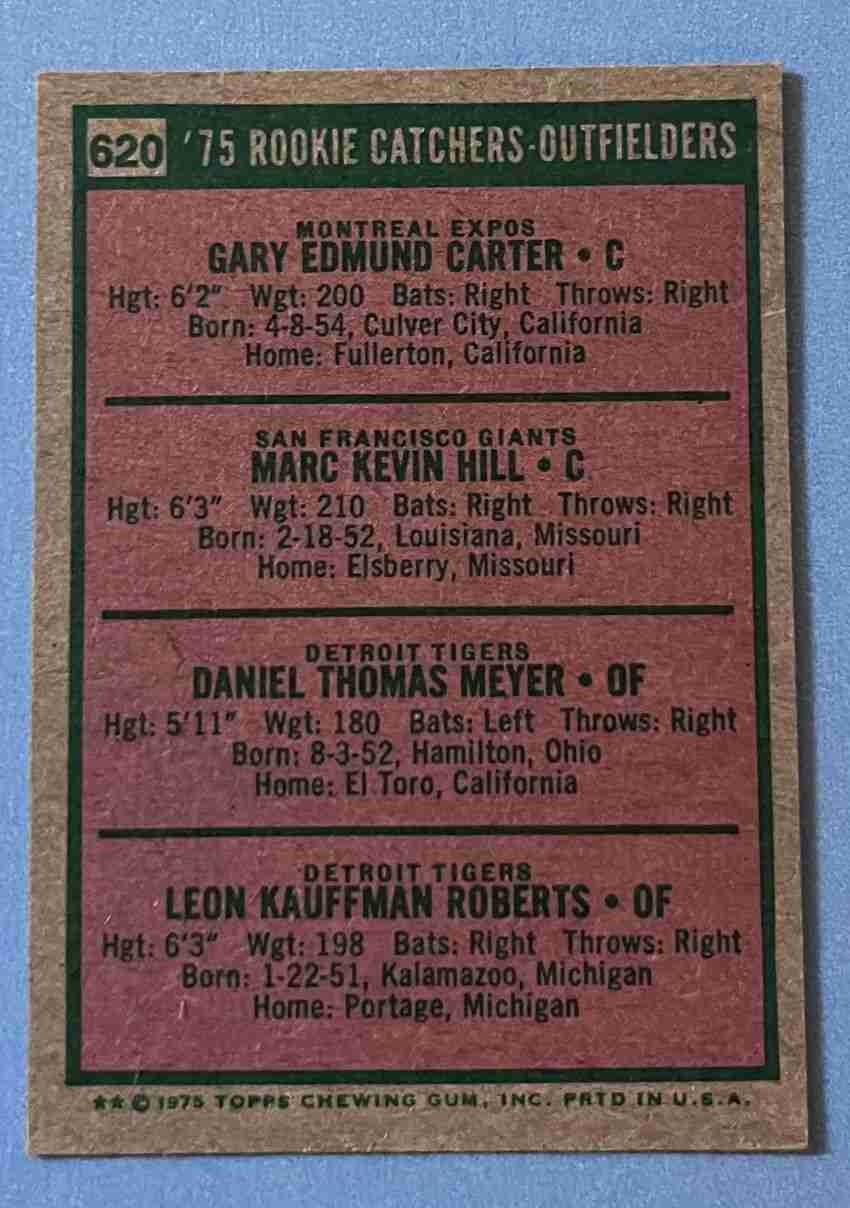 620 '75 ROOKIE CATCHERS-OUTFIELDERS
MONTREAL EXPOS
GARY EDMUND CARTER • C
Hgt: 6'2" Wgt: 200 Bats: Right Throws: Right
Born: 4-8-54, Culver City, California
Home: Fullerton, California
SAN FRANCISCO GIANTS
MARC KEVIN HILL • C
Hgt: 6'3" Wgt: 210 Bats: Right Throws: Right
Born: 2-18-52, Louisiana, Missouri
Home: Elsberry, Missouri
DETROIT TIGERS
DANIEL THOMAS MEYER • OF
Hgt: 5'11" Wgt: 180 Bats: Left Throws: Right
Born: 8-3-52, Hamilton, Ohio
Home: El Toro, California
DETROIT TIGERS
LEON KAUFFMAN ROBERTS • OF
Hgt: 6'3" Wgt: 198 Bats: Right Throws: Right
Born: 1-22-51, Kalamazoo, Michigan
Home: Portage, Michigan
★★ © 1975 TOPPS CHEWING GUM, INC. PRTD IN U.S.A.